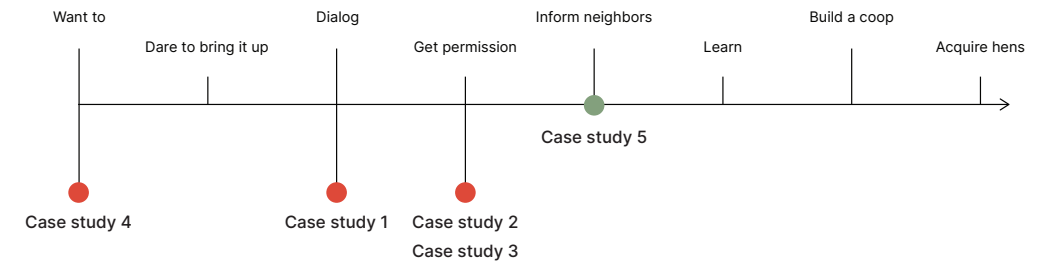 Want to
Dialog
Inform neighbors
Build a coop
Dare to bring it up
Get permission
Learn
Acquire hens
Case study 5
Case study 4
Case study 1
Case study 2
Case study 3